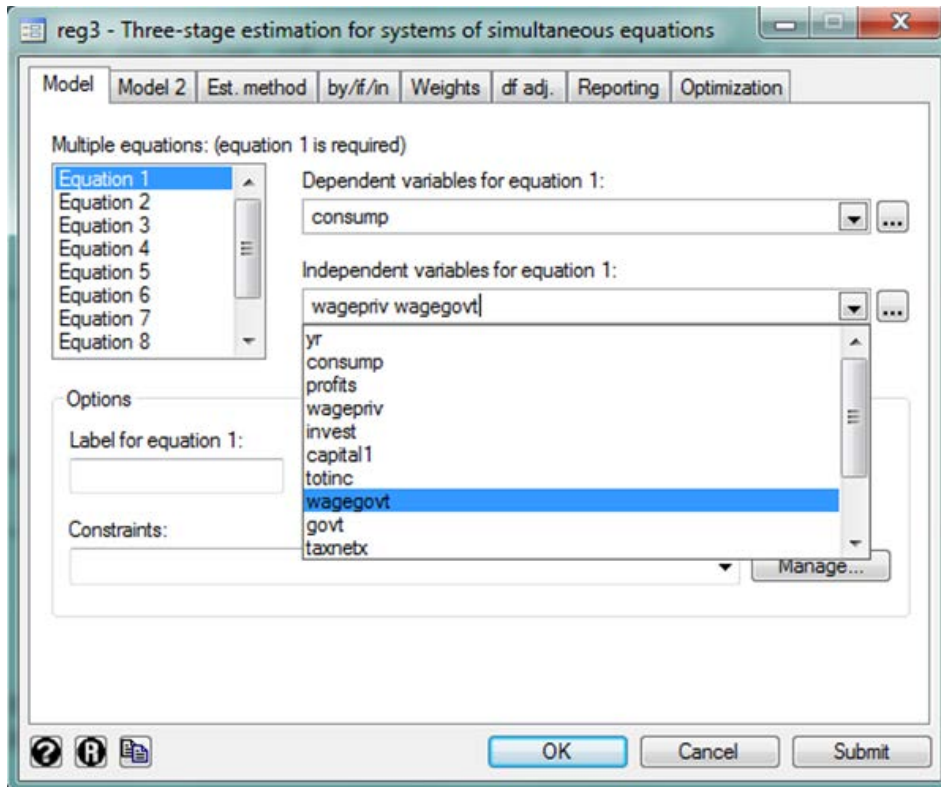 reg3 - Three-stage estimation for systems of simultaneous equations
Model Model 2 Est. method by/if/in Weights df adj. Reporting Optimization
Multiple equations: (equation 1 is required)
Equation 1
Equation 2
Equation 3
Equation 4
Equation 5
Equation 6
Equation 7
Equation 8
Dependent variables for equation 1:
consump
...
Independent variables for equation 1:
wagepriv wagegovt
...
yr
consump
profits
wagepriv
invest
capital1
totinc
wagegovt
govt
taxnetx
Options
Label for equation 1:
Constraints:
Manage...
? R
OK Cancel Submit